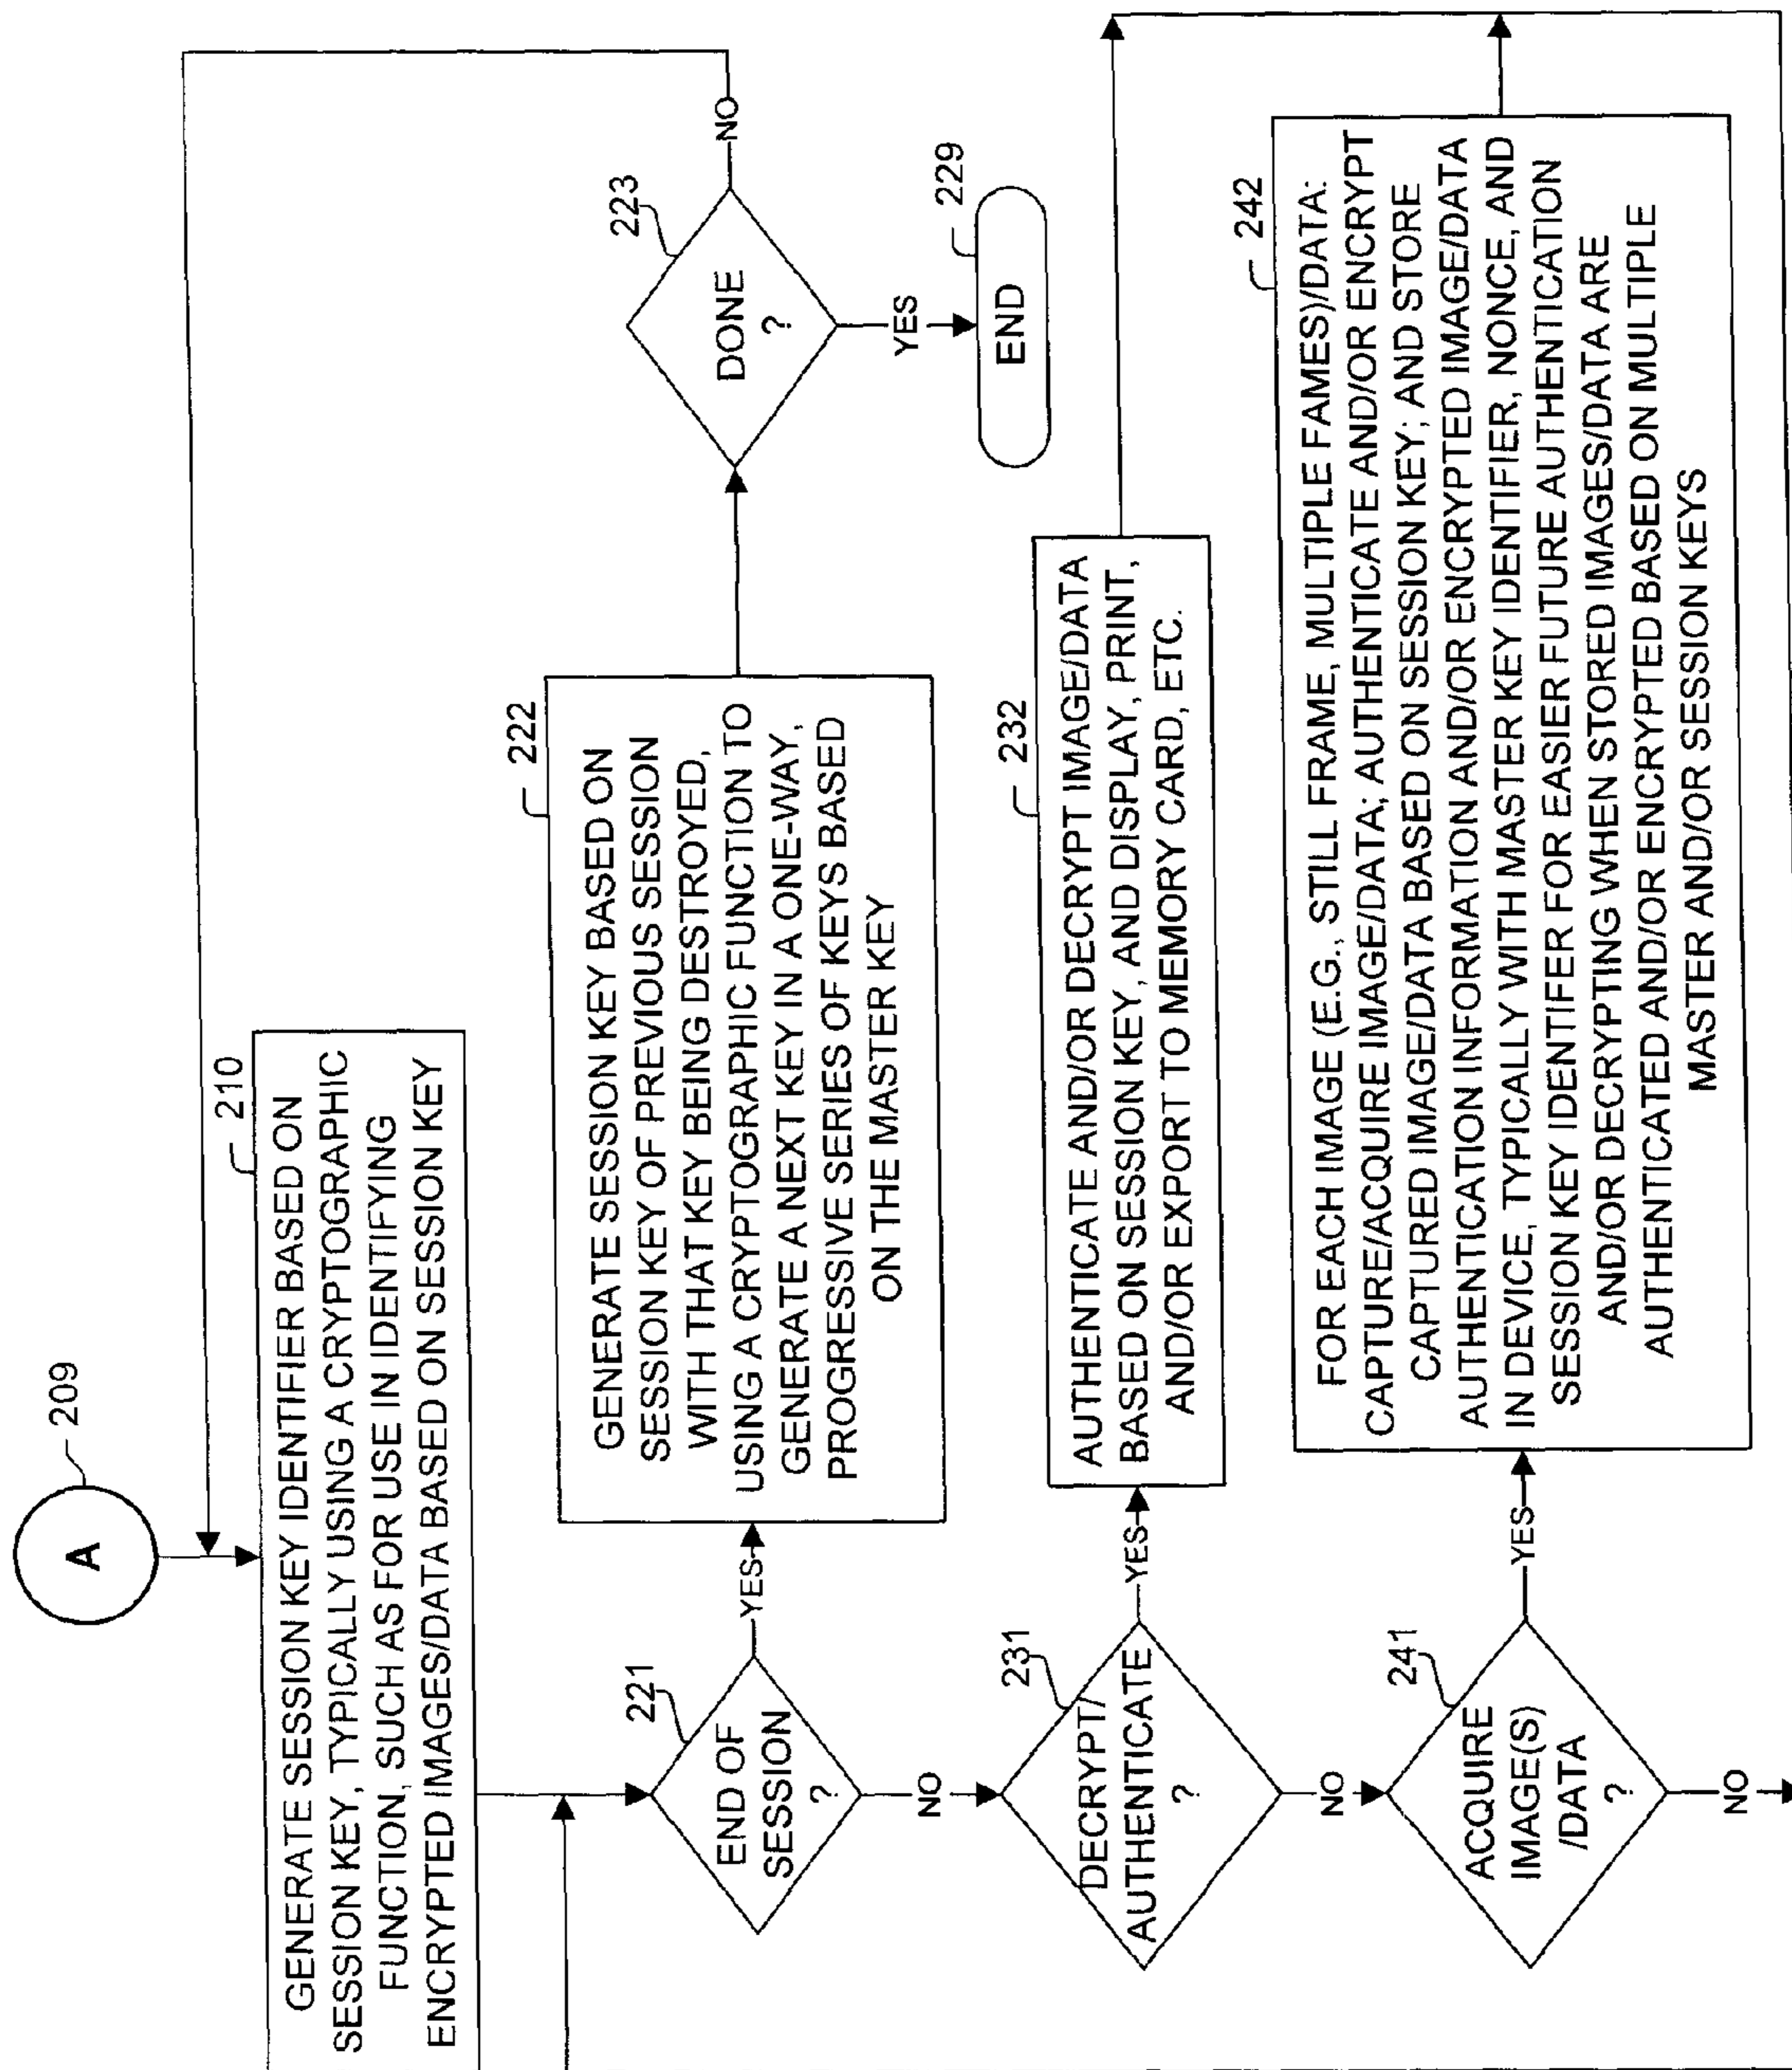 A
209
210
GENERATE SESSION KEY IDENTIFIER BASED ON
SESSION KEY, TYPICALLY USING A CRYPTOGRAPHIC
FUNCTION, SUCH AS FOR USE IN IDENTIFYING
ENCRYPTED IMAGES/DATA BASED ON SESSION KEY
221
END OF
SESSION
?
YES
NO
222
GENERATE SESSION KEY BASED ON
SESSION KEY OF PREVIOUS SESSION
WITH THAT KEY BEING DESTROYED,
USING A CRYPTOGRAPHIC FUNCTION TO
GENERATE A NEXT KEY IN A ONE-WAY,
PROGRESSIVE SERIES OF KEYS BASED
ON THE MASTER KEY
223
DONE
?
NO
YES
229
END
231
DECRYPT/
AUTHENTICATE
?
YES
NO
232
AUTHENTICATE AND/OR DECRYPT IMAGE/DATA
BASED ON SESSION KEY, AND DISPLAY, PRINT,
AND/OR EXPORT TO MEMORY CARD, ETC.
241
ACQUIRE
IMAGE(S)
/DATA
?
YES
NO
242
FOR EACH IMAGE (E.G., STILL FRAME, MULTIPLE FAMES)/DATA:
CAPTURE/ACQUIRE IMAGE/DATA; AUTHENTICATE AND/OR ENCRYPT
CAPTURED IMAGE/DATA BASED ON SESSION KEY; AND STORE
AUTHENTICATION INFORMATION AND/OR ENCRYPTED IMAGE/DATA
IN DEVICE, TYPICALLY WITH MASTER KEY IDENTIFIER, NONCE, AND
SESSION KEY IDENTIFER FOR EASIER FUTURE AUTHENTICATION
AND/OR DECRYPTING WHEN STORED IMAGES/DATA ARE
AUTHENTICATED AND/OR ENCRYPTED BASED ON MULTIPLE
MASTER AND/OR SESSION KEYS